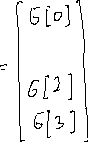 = [ G[0]
G[2]
G[3] ]